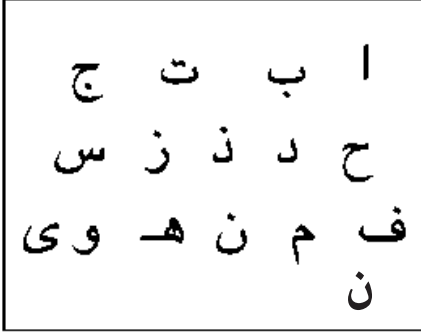 ا ب ت ج
ح د ذ ز س
ف م ن هـ و ى
ن